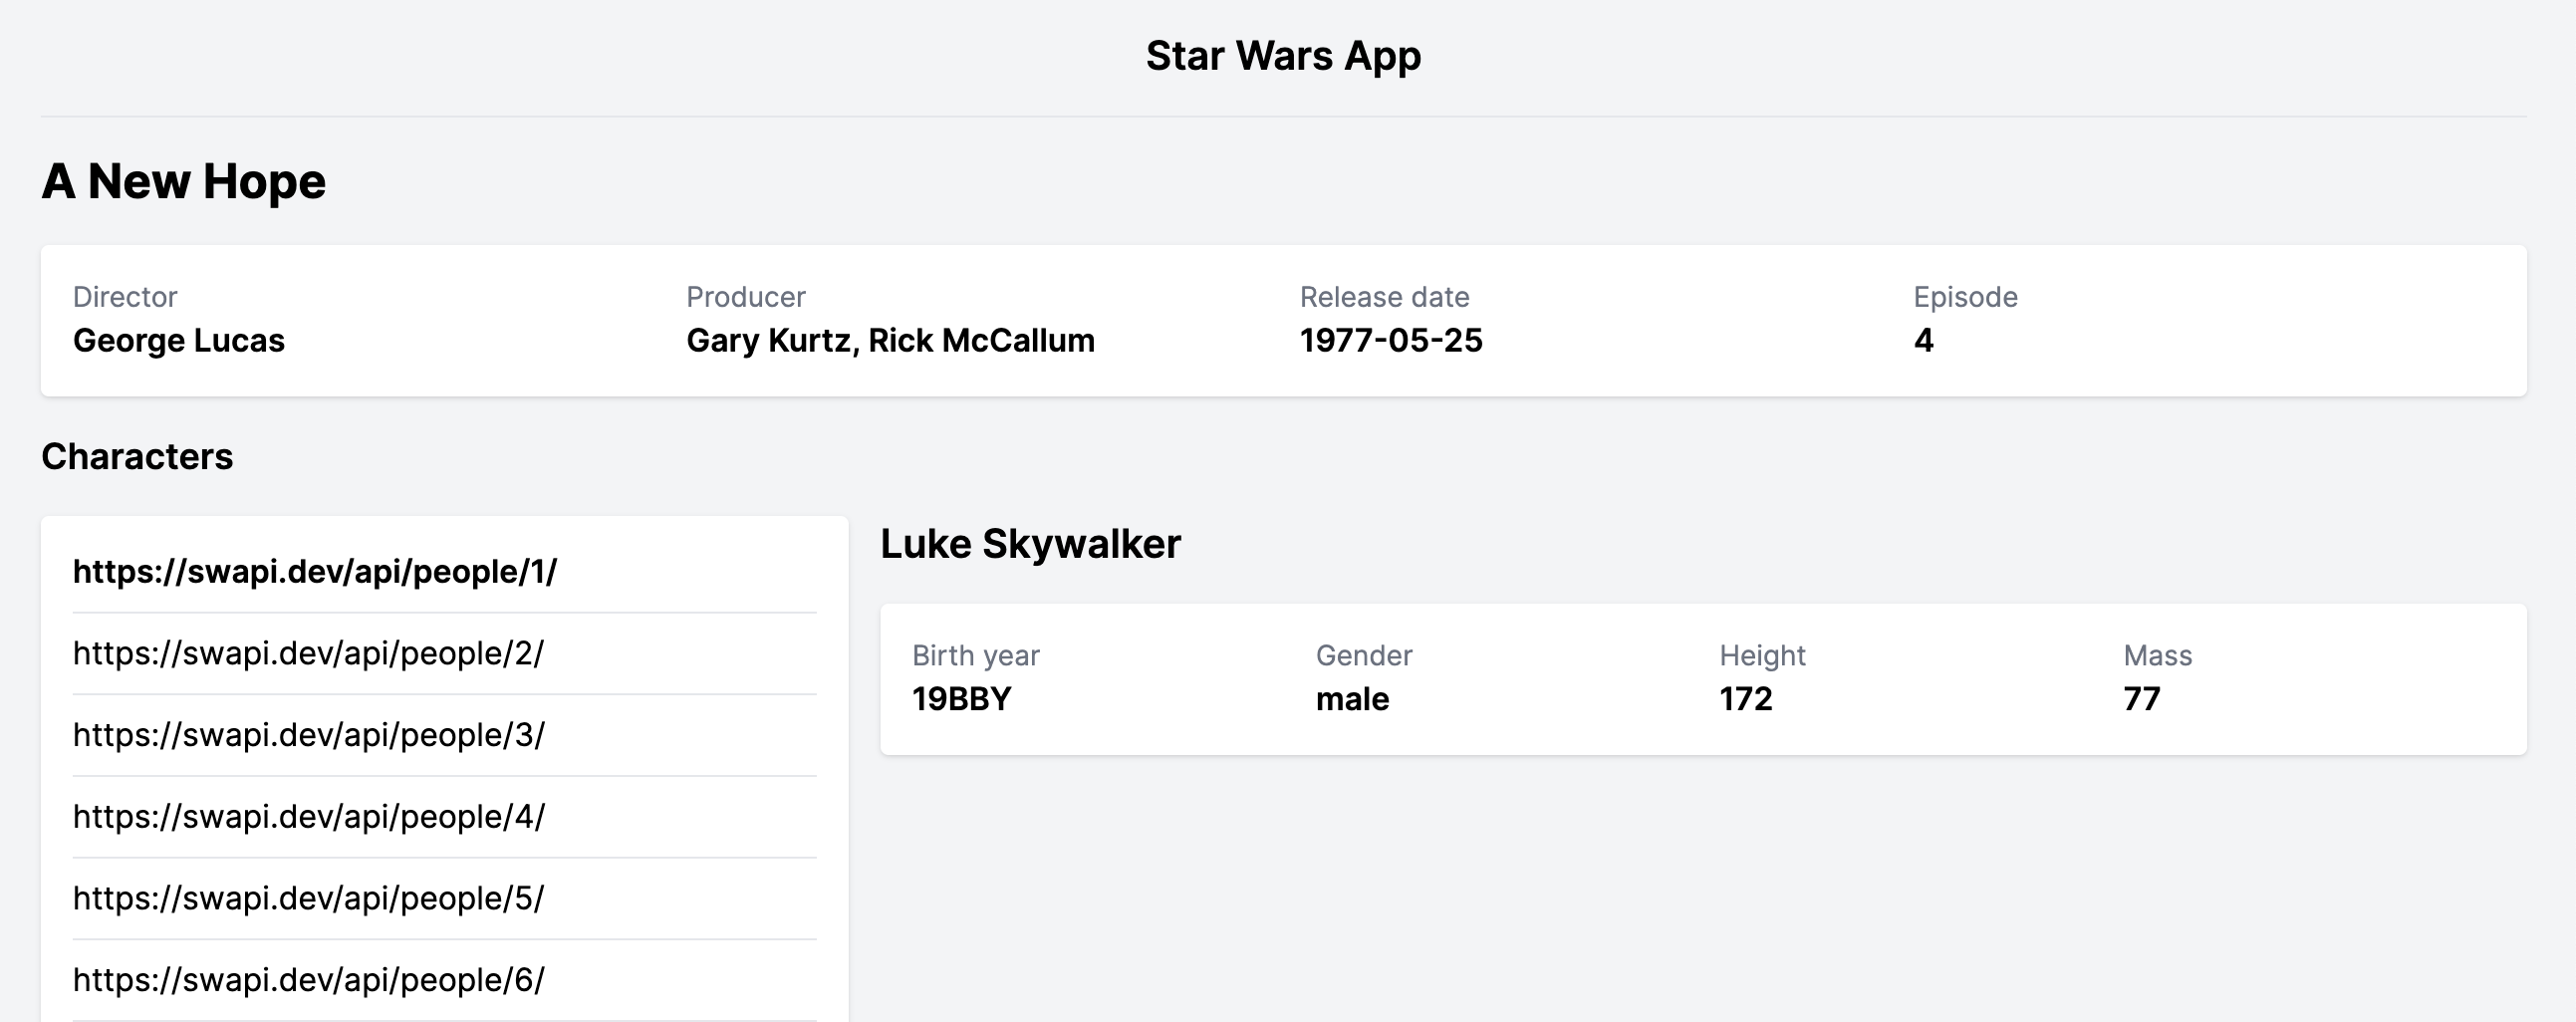 Star Wars App
A New Hope
Director
George Lucas
Producer
Gary Kurtz, Rick McCallum
Release date
1977-05-25
Episode
4
Characters
https://swapi.dev/api/people/1/
https://swapi.dev/api/people/2/
https://swapi.dev/api/people/3/
https://swapi.dev/api/people/4/
https://swapi.dev/api/people/5/
https://swapi.dev/api/people/6/
Luke Skywalker
Birth year
19BBY
Gender
male
Height
172
Mass
77